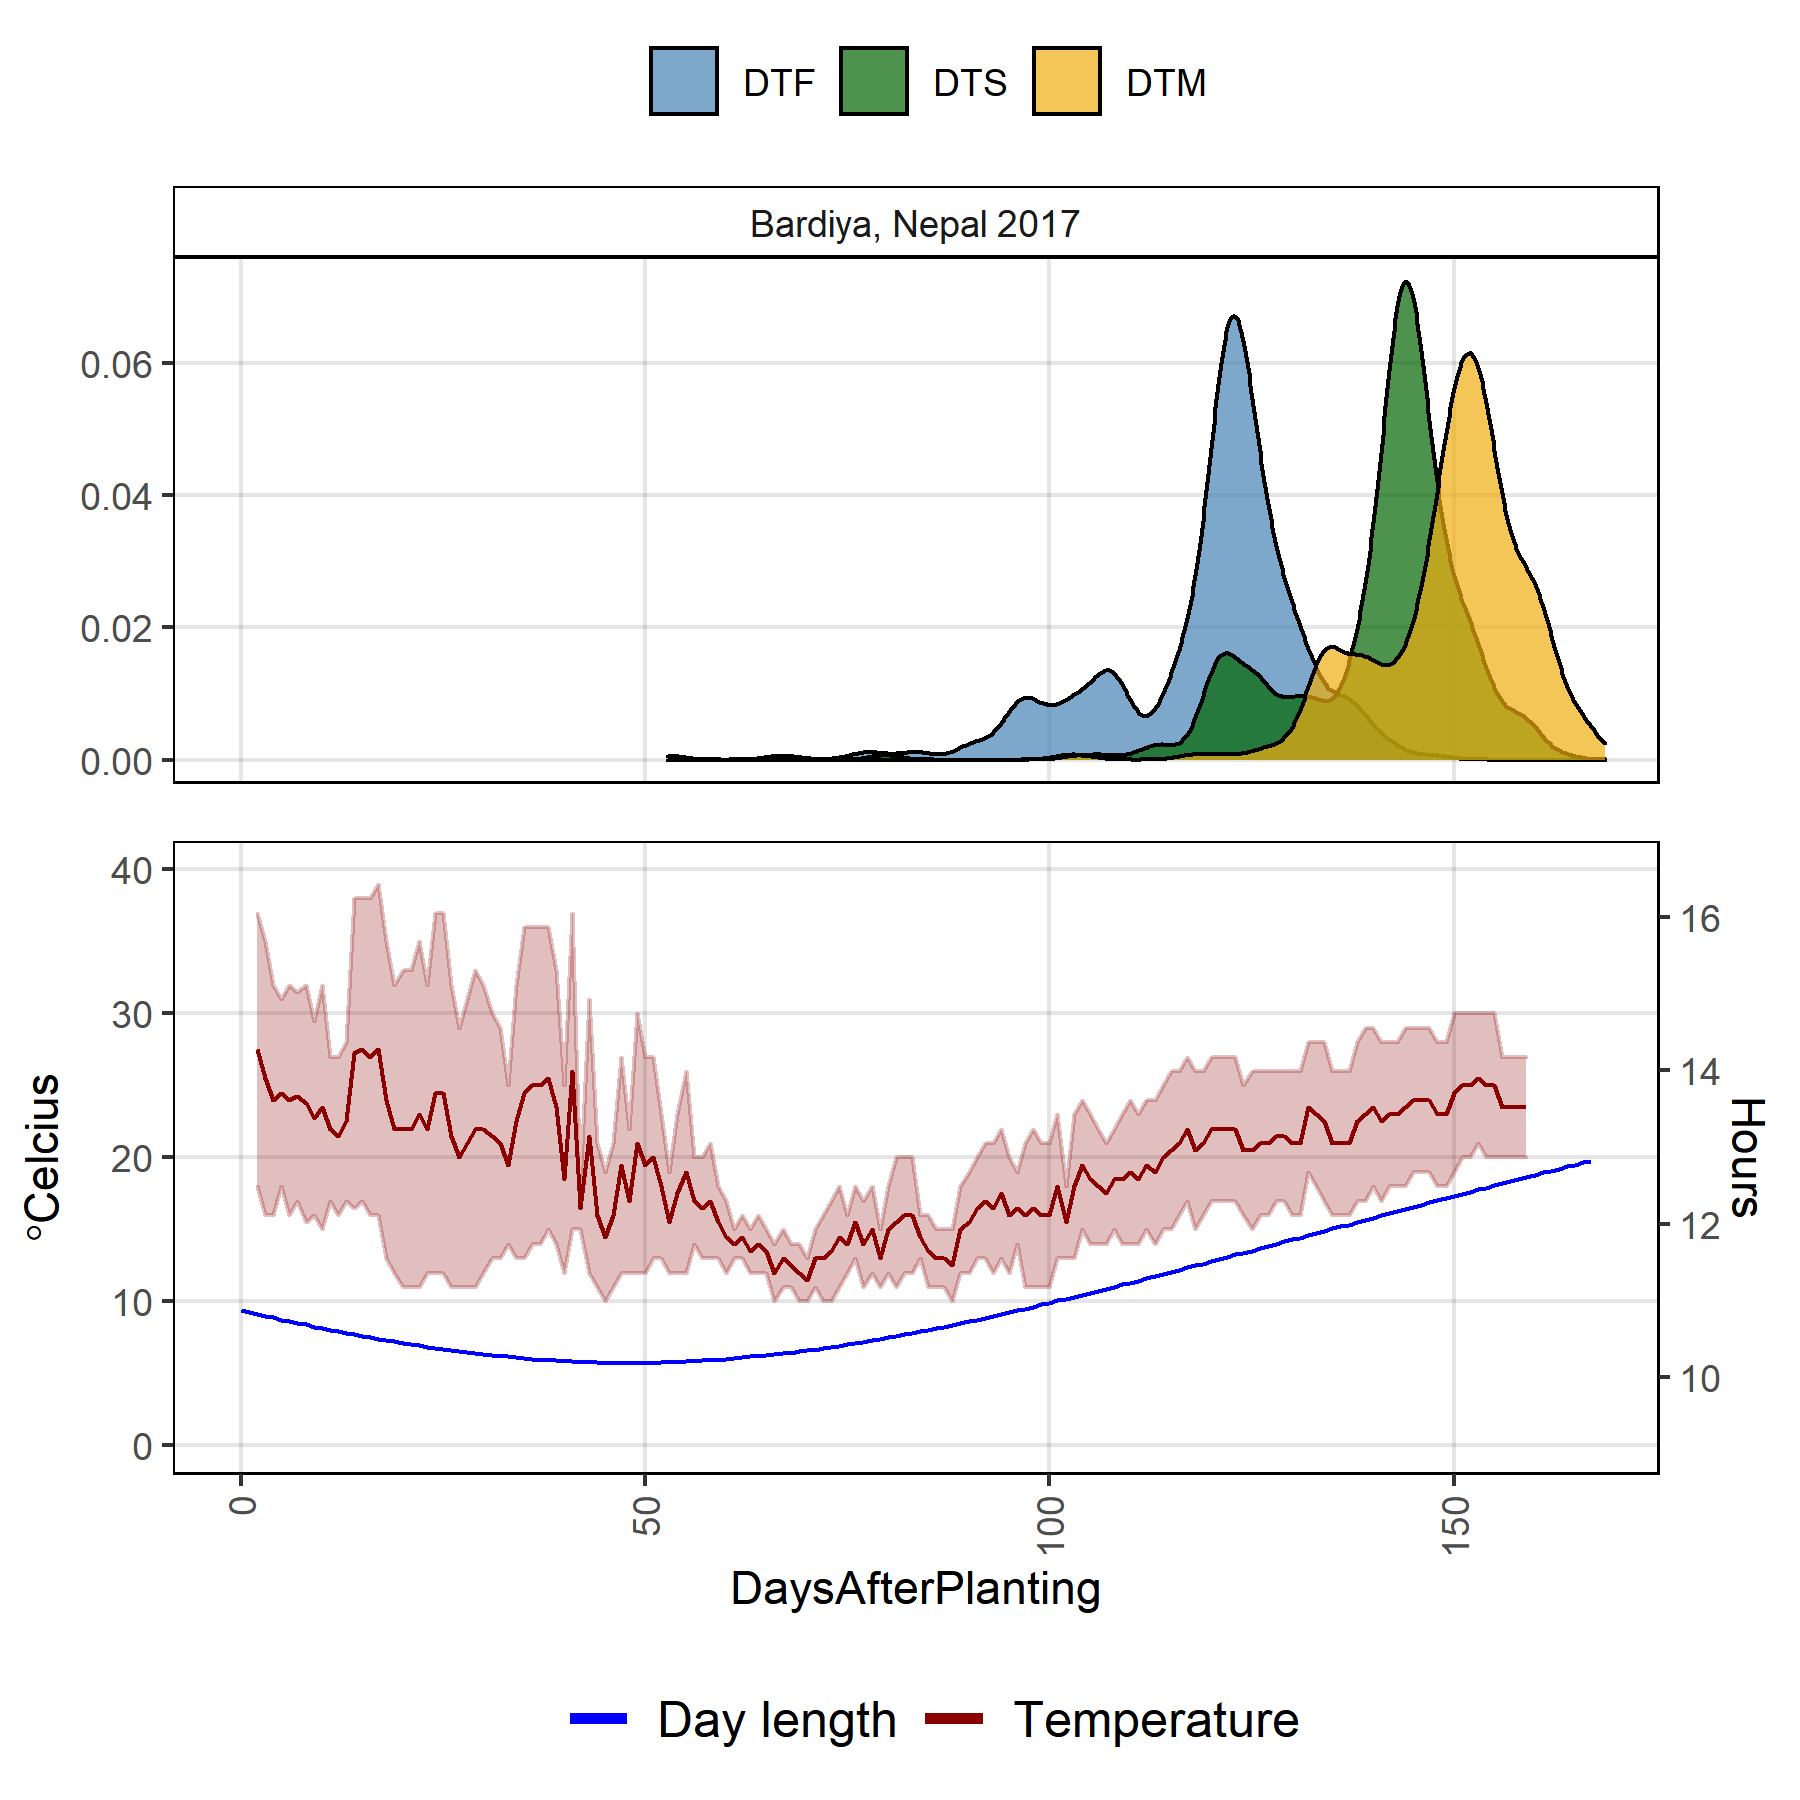 DTF DTS DTM
Bardiya, Nepal 2017
0.06
0.04
0.02
0.00
40
30
20
10
0
°Celcius
16
14
12
10
Hours
0 50 100 150
DaysAfterPlanting
Day length Temperature